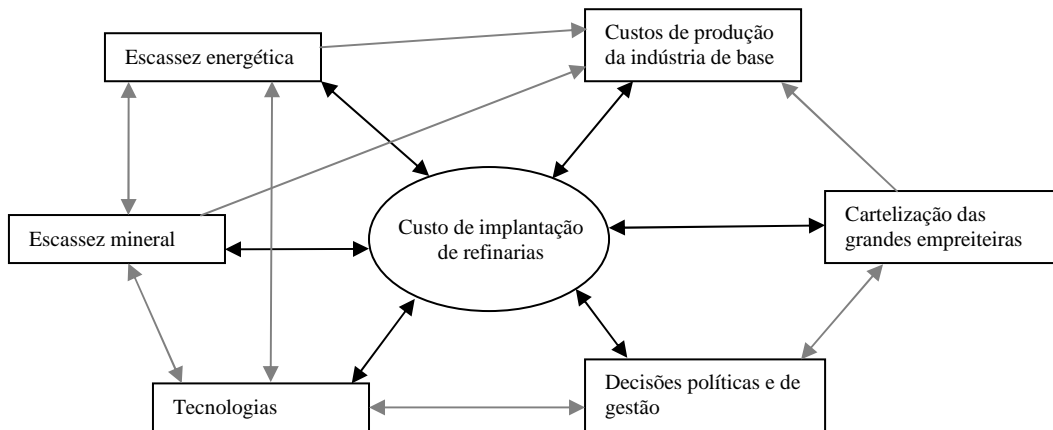 Escassez energética
Custos de produção
da indústria de base
Escassez mineral
Custo de implantação
de refinarias
Cartelização das
grandes empreiteiras
Tecnologias
Decisões políticas e de
gestão